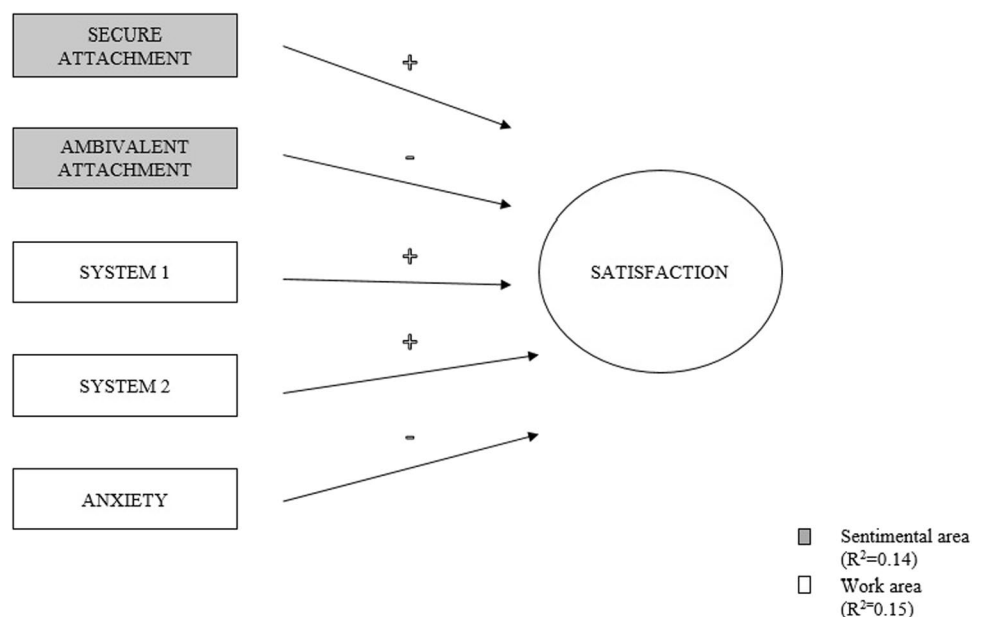 SECURE
ATTACHMENT
+
AMBIVALENT
ATTACHMENT
-
SYSTEM 1
+
SATISFACTION
SYSTEM 2
+
ANXIETY
-
Sentimental area
(R²=0.14)
Work area
(R²⁼0.15)